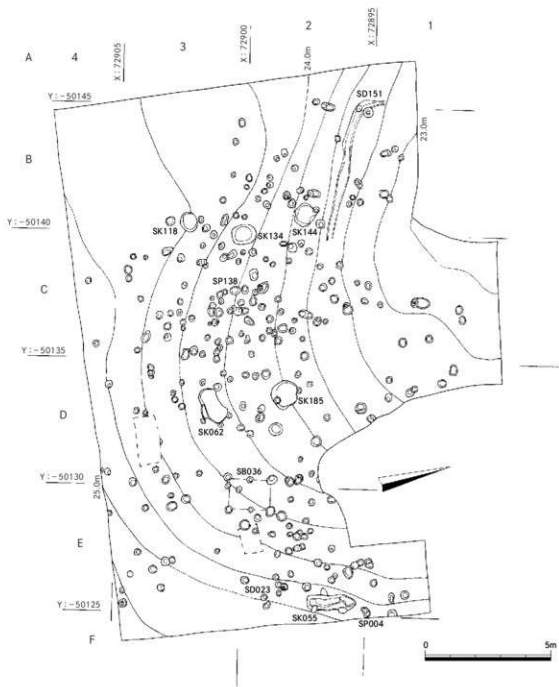 X:72905
X:72900
X:72895
A
4
3
2
1
24.0m
Y:-50145
SD151
23.0m
B
Y:-50140
SK118
SK134
SK144
C
SP138
Y:-50135
SK185
SK062
D
SB036
Y:-50130
25.0m
E
SD023
Y:-50125
SK055
SP004
F
0
5m